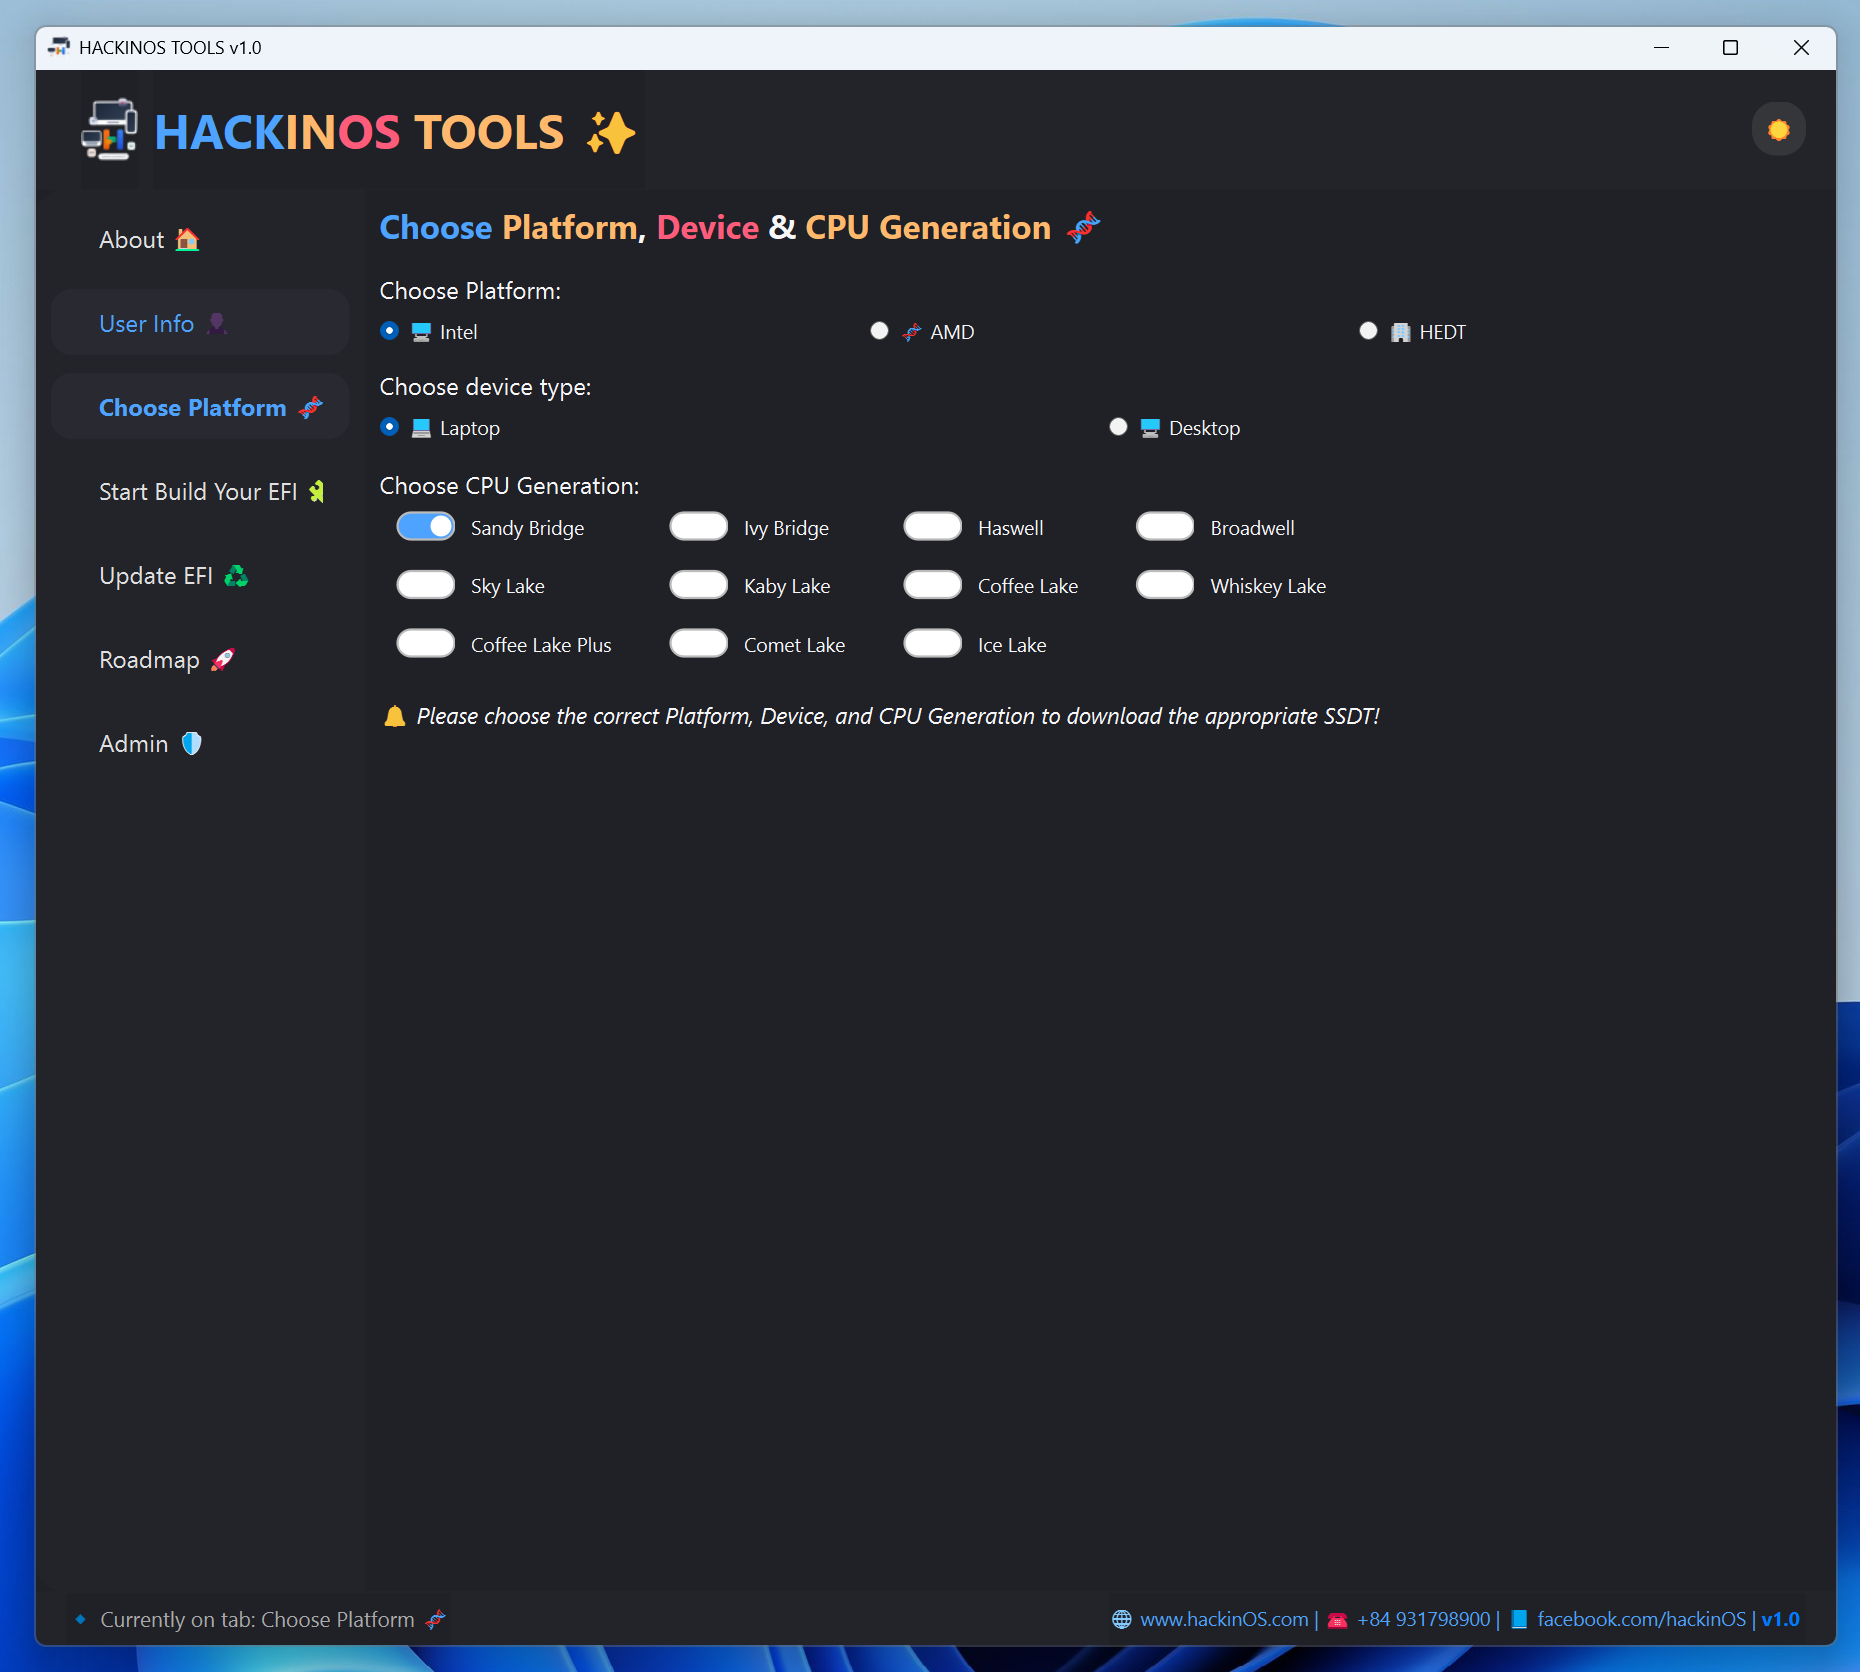 HACKINOS TOOLS v1.0
HACKINOS TOOLS ✨
About 🏠
User Info 👤
Choose Platform 🧬
Start Build Your EFI 🧩
Update EFI ♻️
Roadmap 🚀
Admin 🛡️
Choose Platform, Device & CPU Generation 🧬
Choose Platform:
🖥️ Intel
🧬 AMD
🏢 HEDT
Choose device type:
💻 Laptop
🖥️ Desktop
Choose CPU Generation:
Sandy Bridge
Ivy Bridge
Haswell
Broadwell
Sky Lake
Kaby Lake
Coffee Lake
Whiskey Lake
Coffee Lake Plus
Comet Lake
Ice Lake
🔔 Please choose the correct Platform, Device, and CPU Generation to download the appropriate SSDT!
🔹 Currently on tab: Choose Platform 🧬
🌐 www.hackinOS.com | ☎️ +84 931798900 | 📘 facebook.com/hackinOS | v1.0